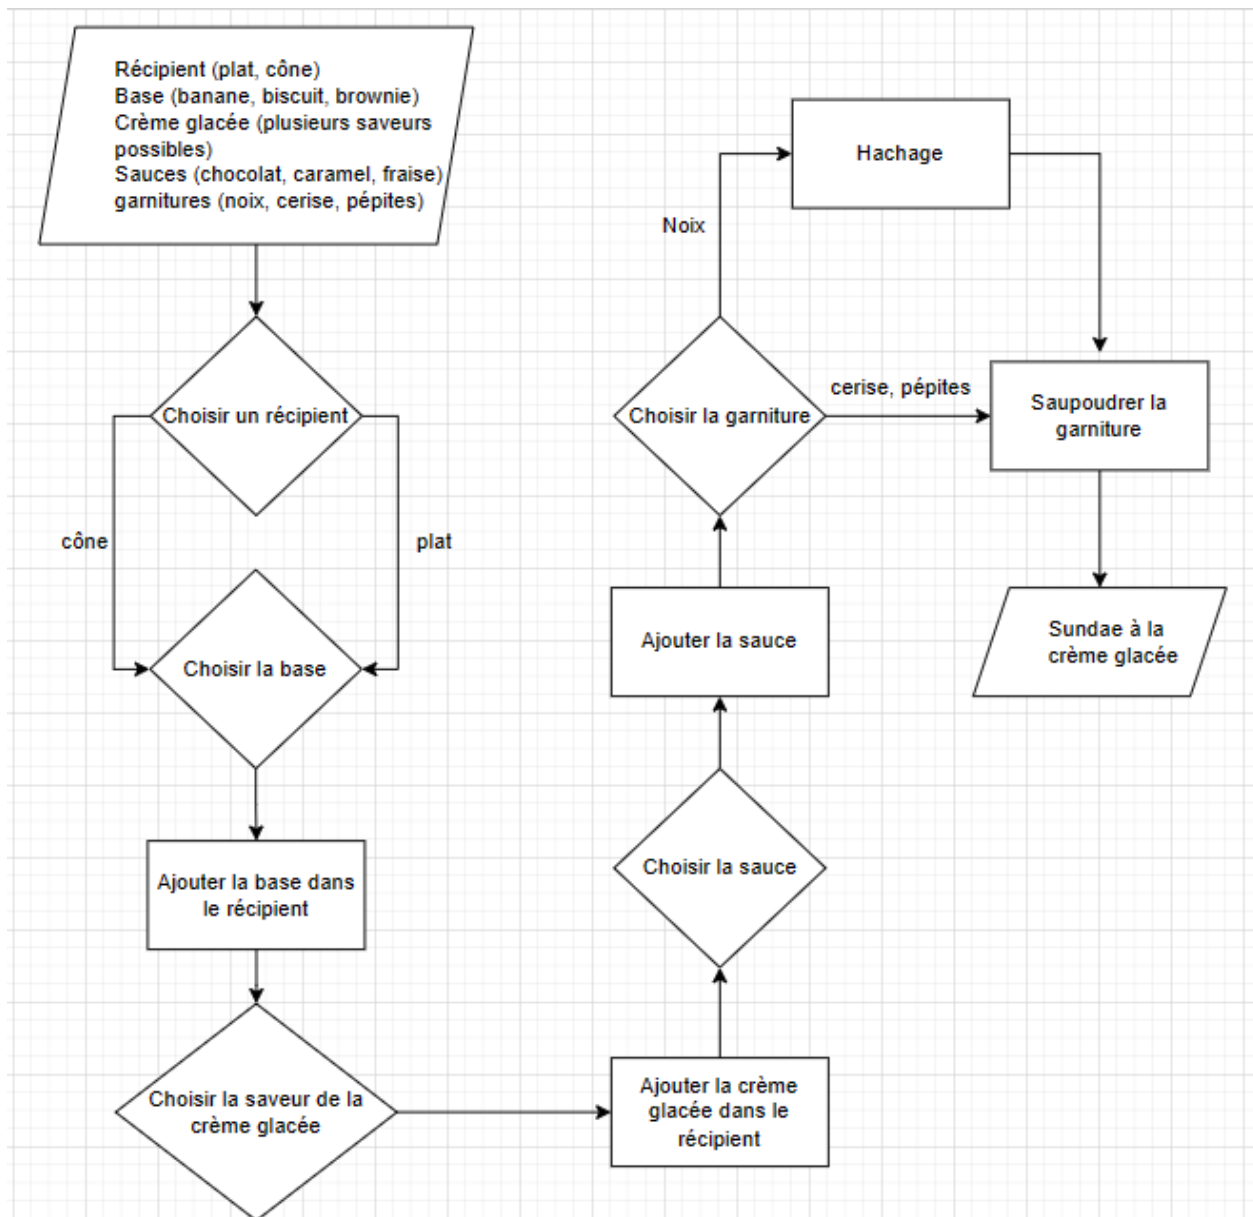 Récipient (plat, cône)
Base (banane, biscuit, brownie)
Crème glacée (plusieurs saveurs
possibles)
Sauces (chocolat, caramel, fraise)
garnitures (noix, cerise, pépites)
Choisir un récipient
cône
plat
Choisir la base
Ajouter la base dans
le récipient
Choisir la saveur de la
crème glacée
Ajouter la crème
glacée dans le
récipient
Choisir la sauce
Ajouter la sauce
Choisir la garniture
Noix
Hachage
cerise, pépites
Saupoudrer la
garniture
Sundae à la
crème glacée